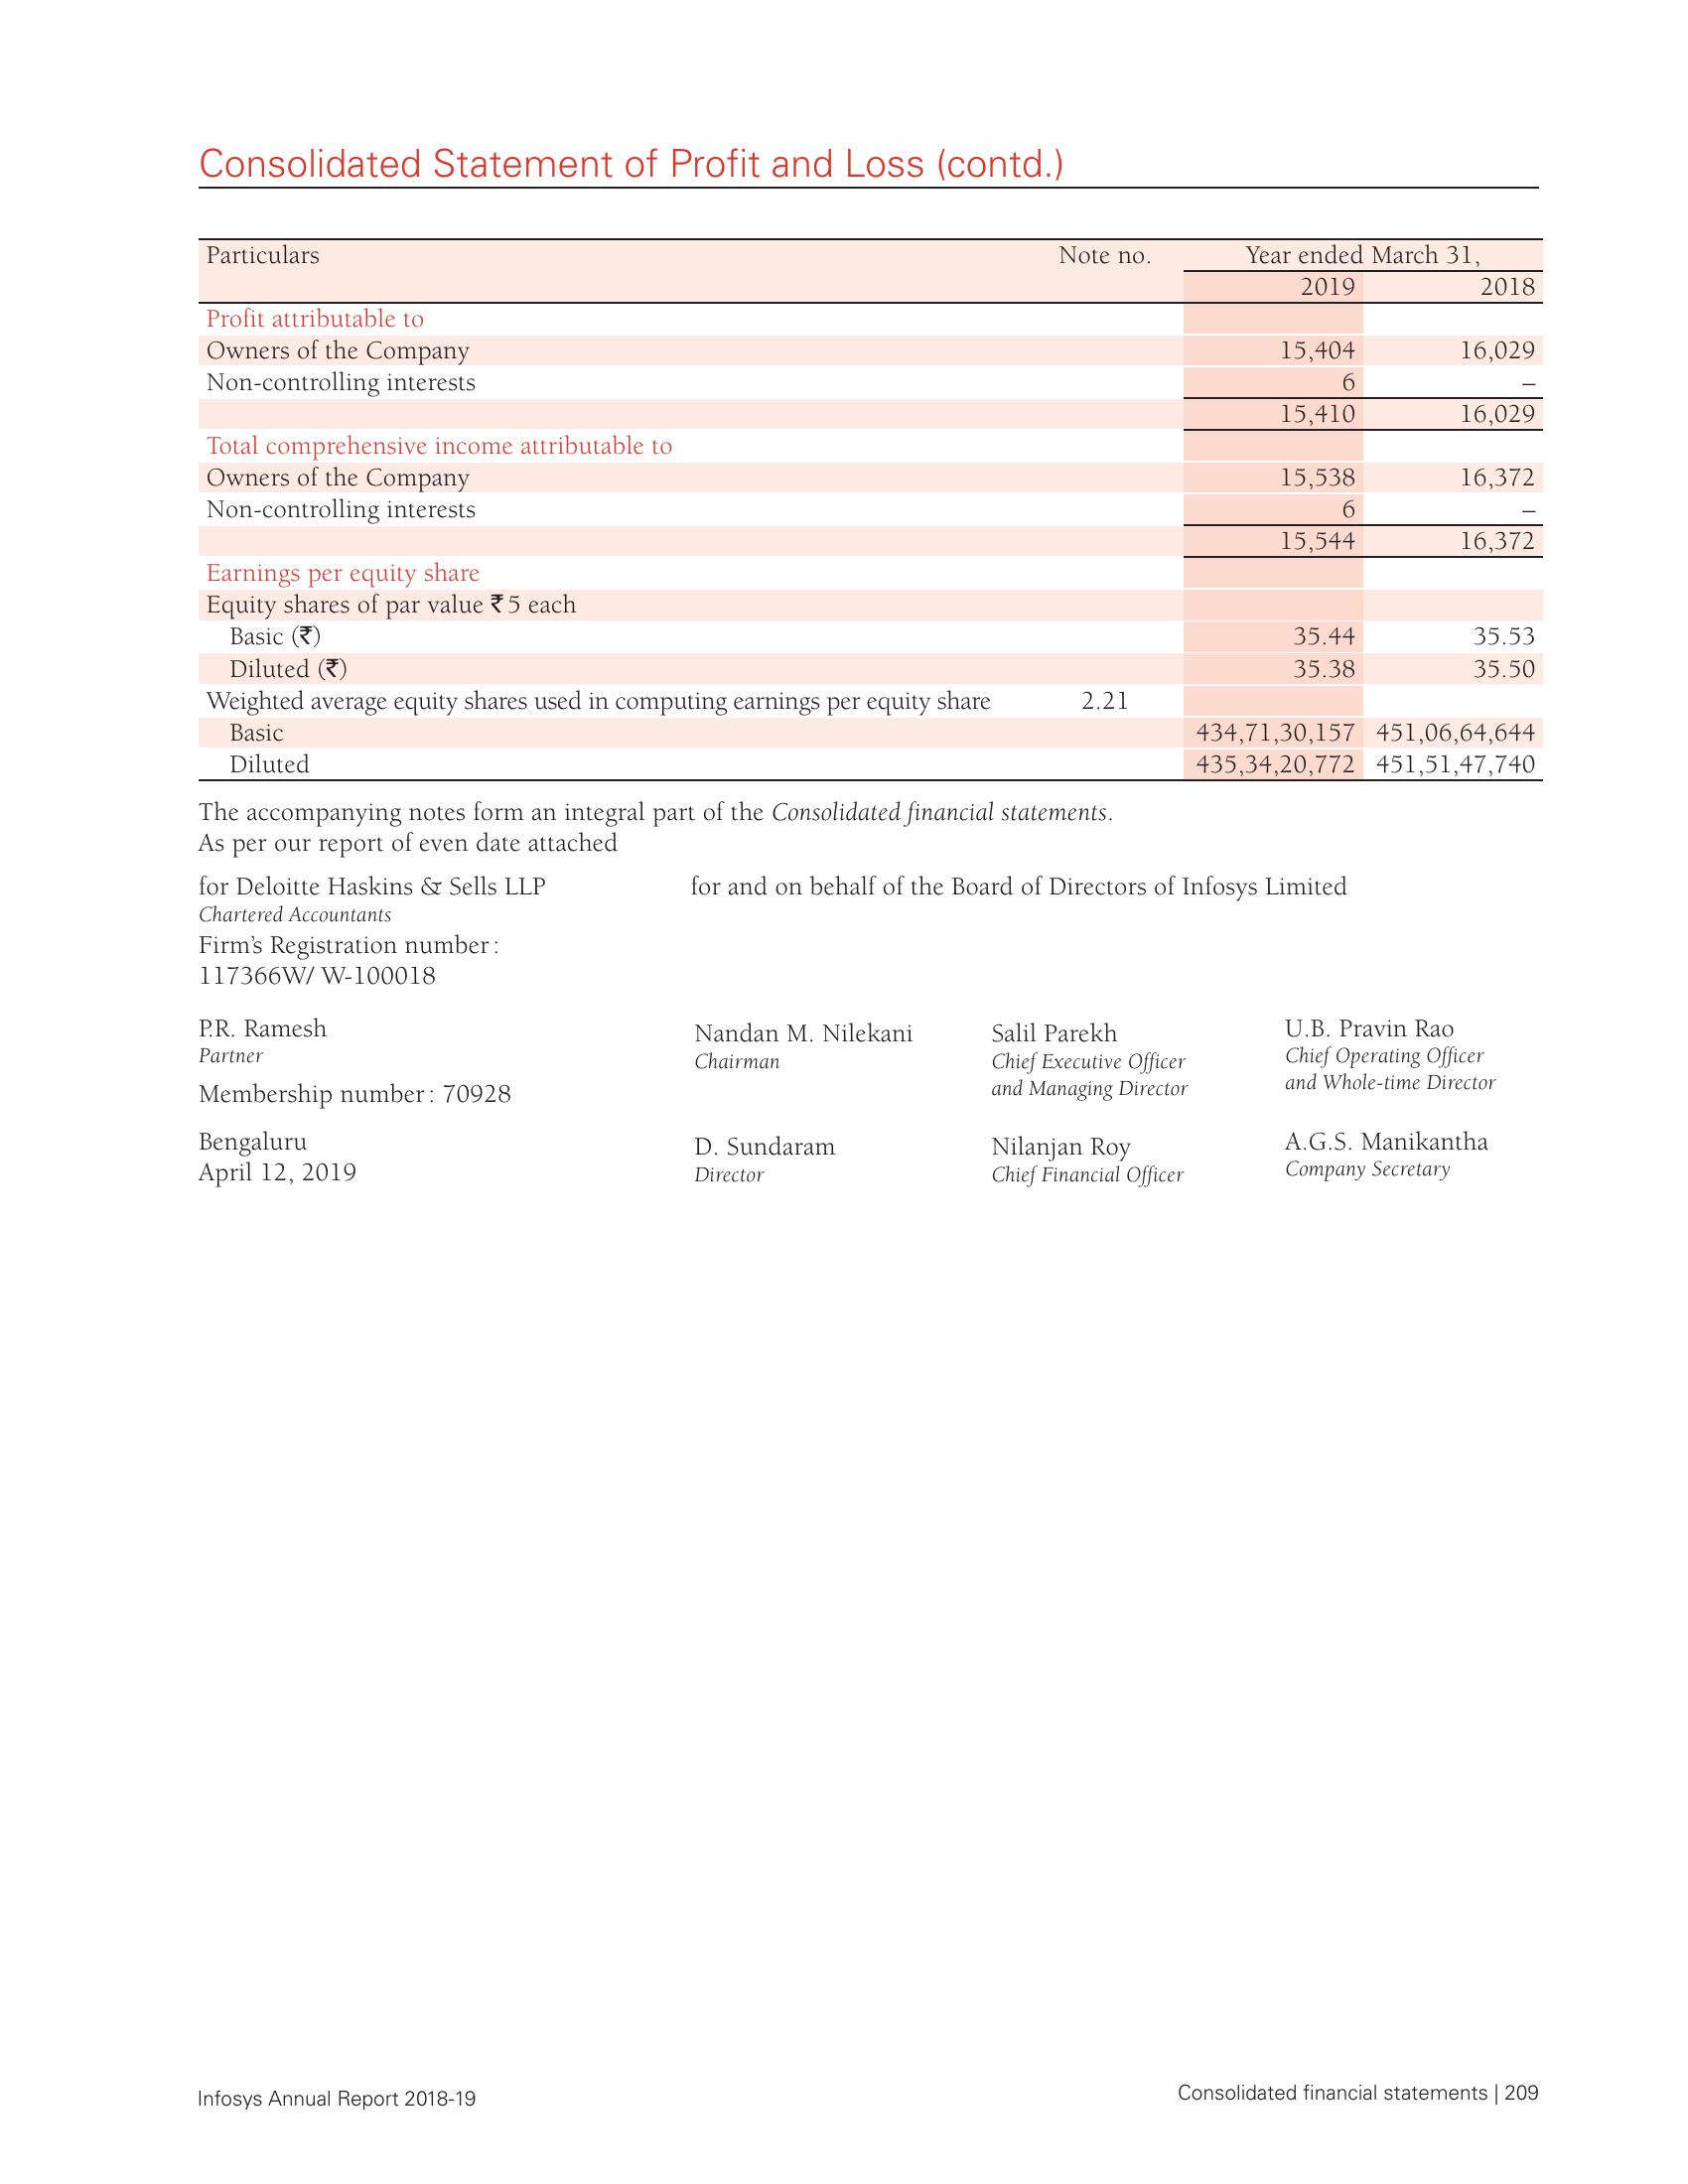 Consolidated Statement of Profit and Loss (contd.)
Particulars Note no. Year ended March 31,
2019 2018
Profit attributable to
Owners of the Company 15,404 16,029
Non-controlling interests 6 –
15,410 16,029
Total comprehensive income attributable to
Owners of the Company 15,538 16,372
Non-controlling interests 6 –
15,544 16,372
Earnings per equity share
Equity shares of par value ₹5 each
Basic (₹) 35.44 35.53
Diluted (₹) 35.38 35.50
Weighted average equity shares used in computing earnings per equity share 2.21
Basic 434,71,30,157 451,06,64,644
Diluted 435,34,20,772 451,51,47,740
The accompanying notes form an integral part of the Consolidated financial statements.
As per our report of even date attached
for Deloitte Haskins & Sells LLP for and on behalf of the Board of Directors of Infosys Limited
Chartered Accountants
Firm's Registration number:
117366W/ W-100018
P.R. Ramesh Nandan M. Nilekani Salil Parekh U.B. Pravin Rao
Partner Chairman Chief Executive Officer Chief Operating Officer
and Managing Director and Whole-time Director
Membership number: 70928
Bengaluru D. Sundaram Nilanjan Roy A.G.S. Manikantha
April 12, 2019 Director Chief Financial Officer Company Secretary
Infosys Annual Report 2018-19 Consolidated financial statements | 209